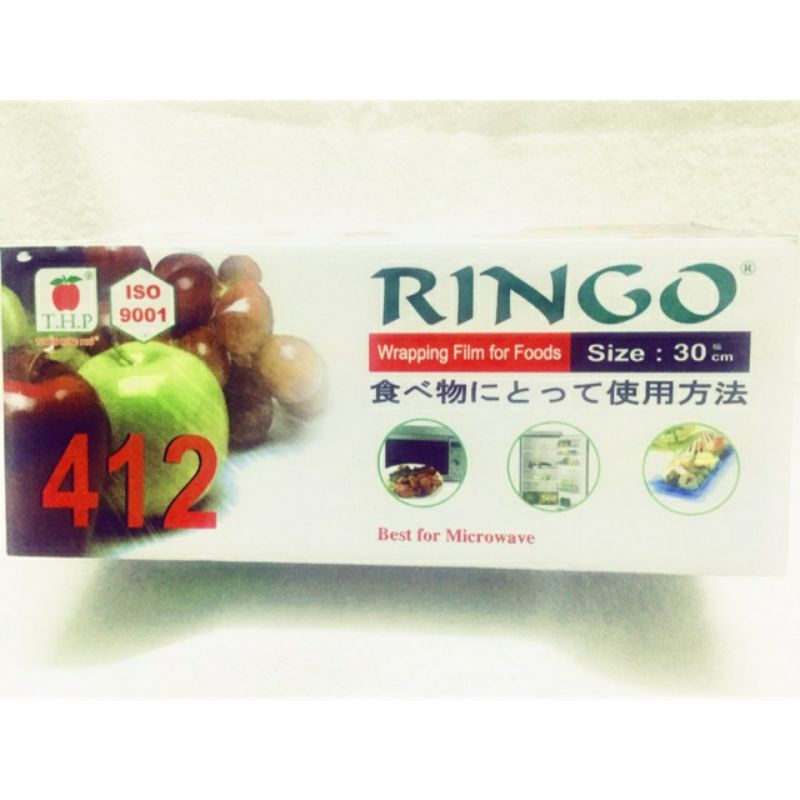 RINGO®
Wrapping Film for Foods Size : 30 cm
食べ物にとって使用方法
Best for Microwave
®
T.H.P
ISO
9001
412